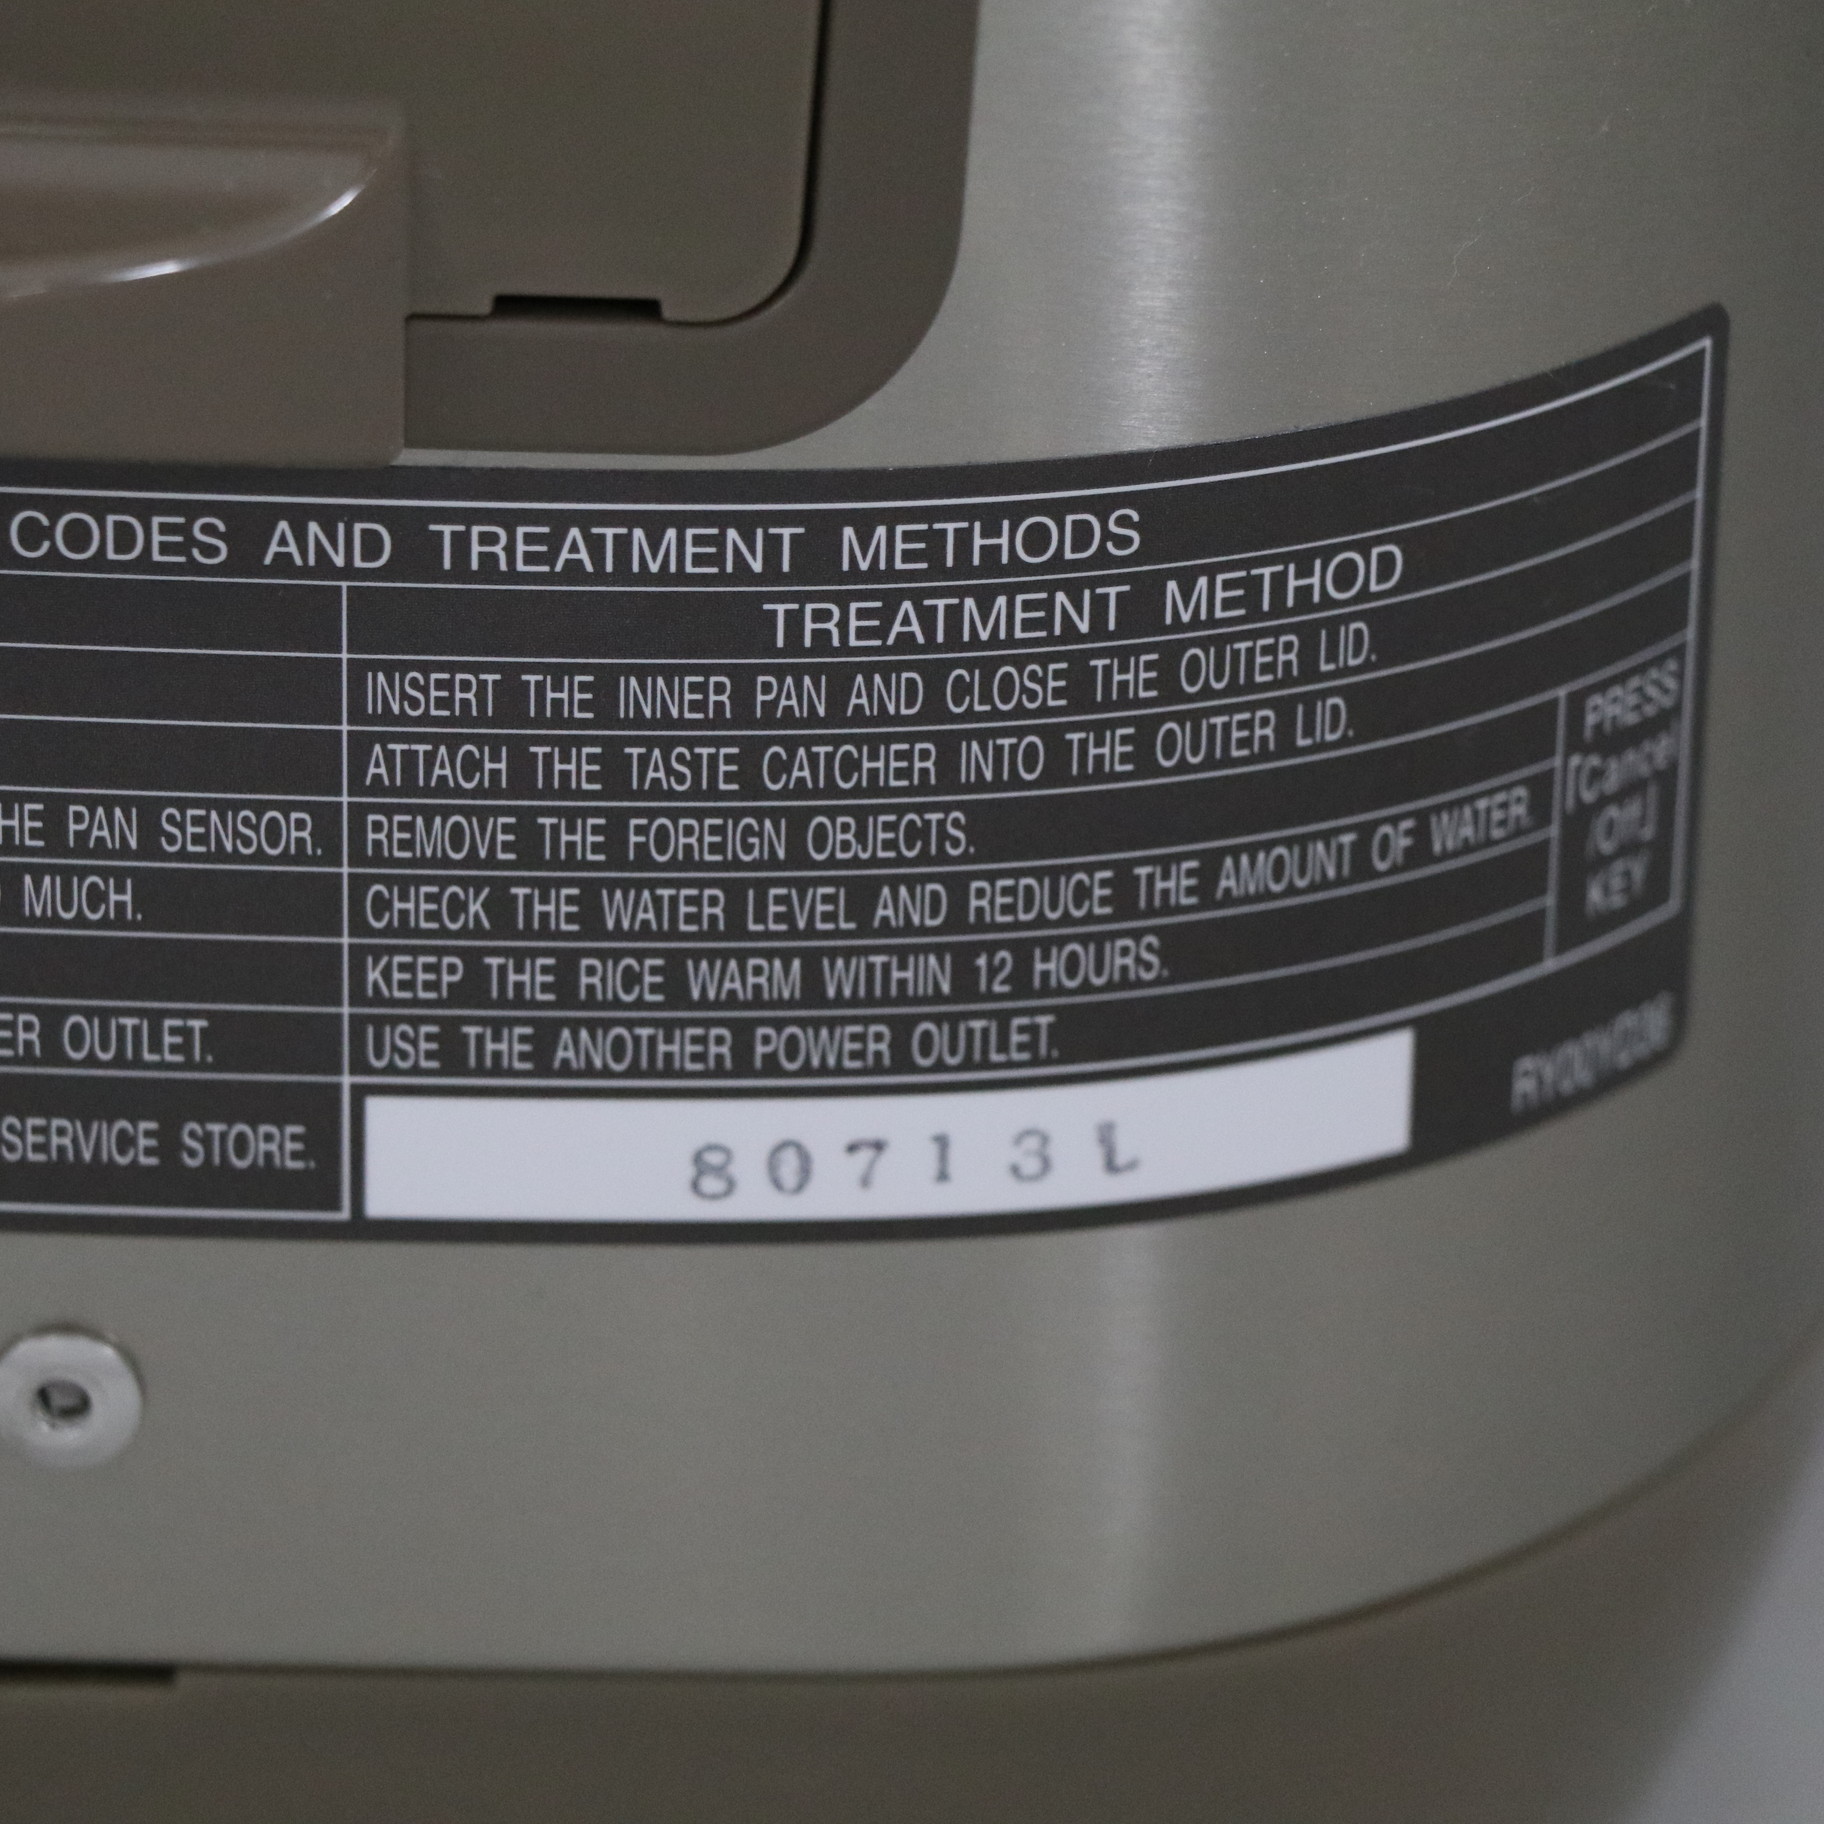 CODES AND TREATMENT METHODS
TREATMENT METHOD
INSERT THE INNER PAN AND CLOSE THE OUTER LID.
ATTACH THE TASTE CATCHER INTO THE OUTER LID.
HE PAN SENSOR. REMOVE THE FOREIGN OBJECTS.
MUCH. CHECK THE WATER LEVEL AND REDUCE THE AMOUNT OF WATER.
KEEP THE RICE WARM WITHIN 12 HOURS.
PRESS
「Cancel
/Off」
KEY
ER OUTLET. USE THE ANOTHER POWER OUTLET.
SERVICE STORE. 80713L